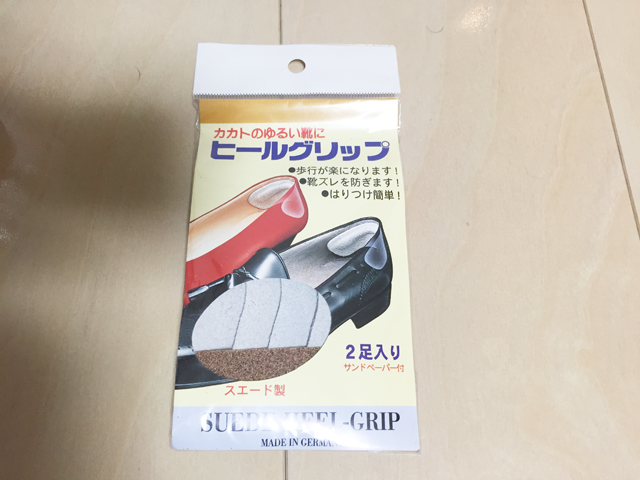 カカトのゆるい靴に
ヒールグリップ
●歩行が楽になります!
●靴ズレを防ぎます!
●はりつけ簡単!
2足入り
サンドペーパー付
スエード製
SUEDE HEEL-GRIP
MADE IN GERMANY